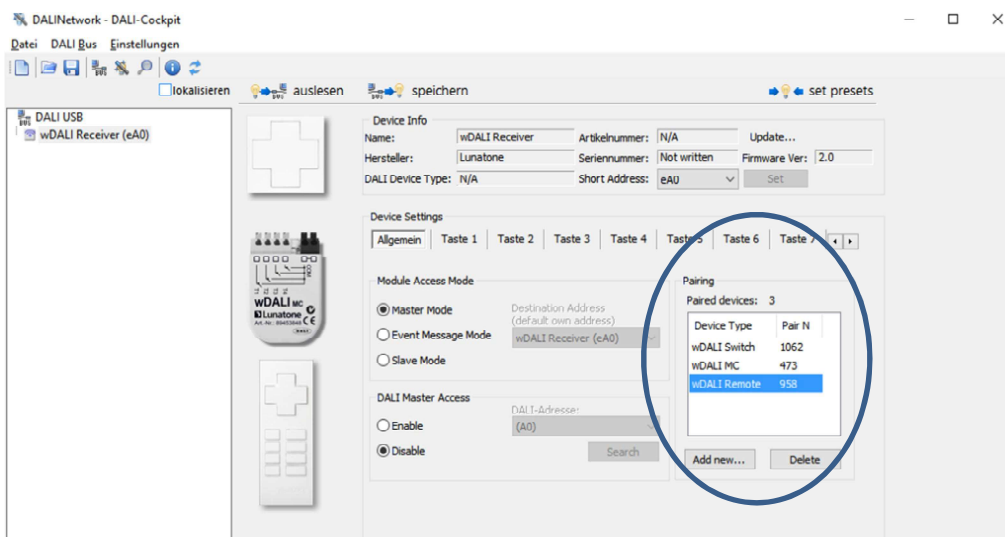 DALINetwork - DALI-Cockpit
Datei DALI Bus Einstellungen
lokalisieren auslesen speichern set presets
DALI USB
wDALI Receiver (eA0)
Device Info
Name: wDALI Receiver Artikelnummer: N/A Update...
Hersteller: Lunatone Seriennummer: Not written Firmware Ver: 2.0
DALI Device Type: N/A Short Address: eA0 Set
Device Settings
Allgemein Taste 1 Taste 2 Taste 3 Taste 4 Taste 5 Taste 6 Taste 7
Module Access Mode
Master Mode
Event Message Mode
Slave Mode
Destination Address
(default own address)
wDALI Receiver (eA0)
Pairing
Paired devices: 3
Device Type Pair N
wDALI Switch 1062
wDALI MC 473
wDALI Remote 958
Add new... Delete
DALI Master Access
Enable
Disable
DALI-Adresse:
(A0)
Search
wDALI MC
Lunatone